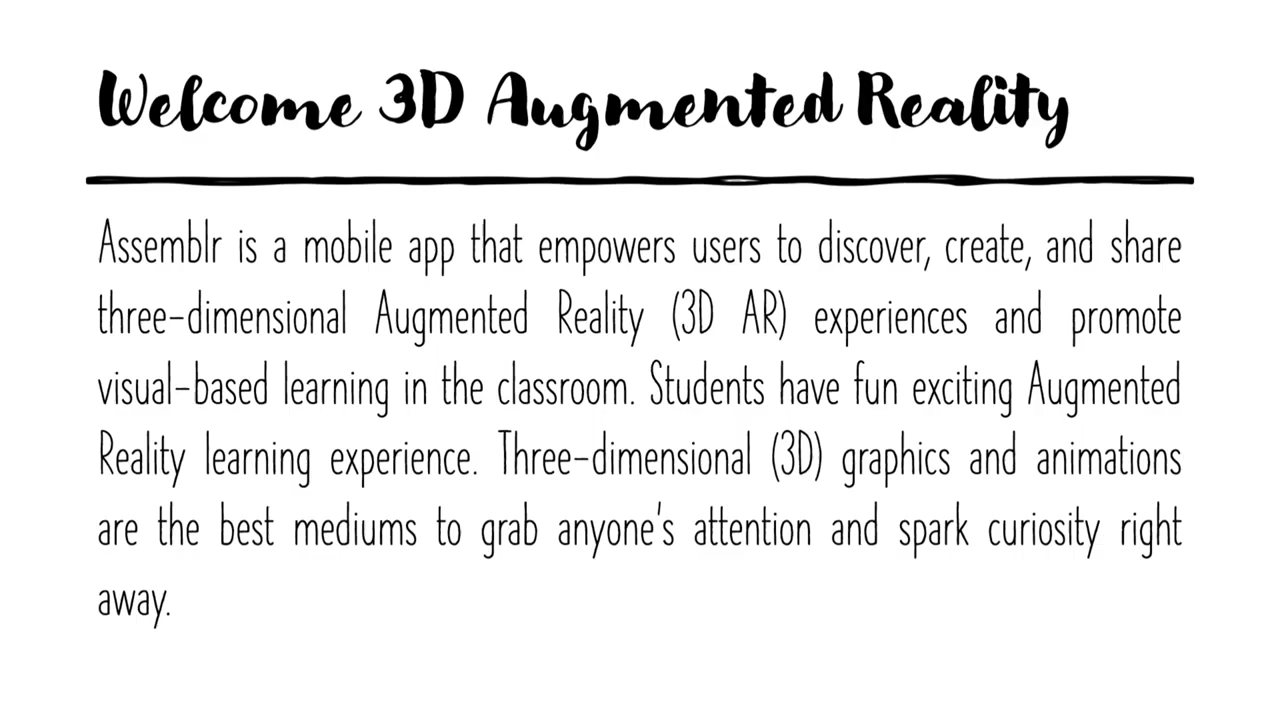 Welcome 3D Augmented Reality
Assemblr is a mobile app that empowers users to discover, create, and share
three-dimensional Augmented Reality (3D AR) experiences and promote
visual-based learning in the classroom. Students have fun exciting Augmented
Reality learning experience. Three-dimensional (3D) graphics and animations
are the best mediums to grab anyone's attention and spark curiosity right
away.